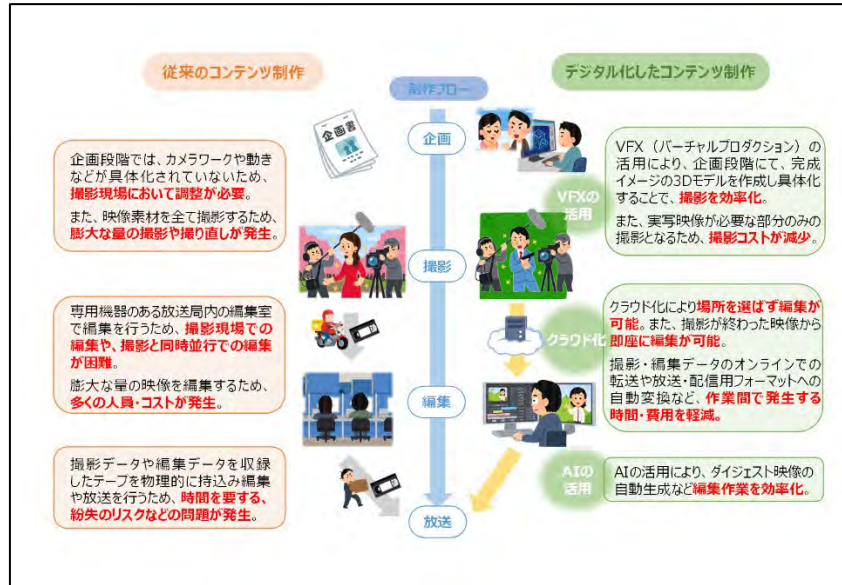 従来のコンテンツ制作
制作フロー
デジタル化したコンテンツ制作
企画書
企画
企画段階では、カメラワークや動き
などが具体化されていないため、
撮影現場において調整が必要。
また、映像素材を全て撮影するため、
膨大な量の撮影や撮り直しが発生。
VFX(バーチャルプロダクション)の
活用により、企画段階にて、完成
イメージの3Dモデルを作成し具体化
することで、撮影を効率化。
また、実写映像が必要な部分のみの
撮影となるため、撮影コストが減少。
VFXの
活用
撮影
専用機器のある放送局内の編集室
で編集を行うため、撮影現場での
編集や、撮影と同時並行での編集
が困難。
膨大な量の映像を編集するため、
多くの人員・コストが発生。
クラウド化
クラウド化により場所を選ばず編集が
可能。また、撮影が終わった映像から
即座に編集が可能。
撮影・編集データのオンラインでの
転送や放送・配信用フォーマットへの
自動変換など、作業間で発生する
時間・費用を軽減。
編集
撮影データや編集データを収録
したテープを物理的に持込み編集
や放送を行うため、時間を要する、
紛失のリスクなどの問題が発生。
AIの
活用
AIの活用により、ダイジェスト映像の
自動生成など編集作業を効率化。
放送